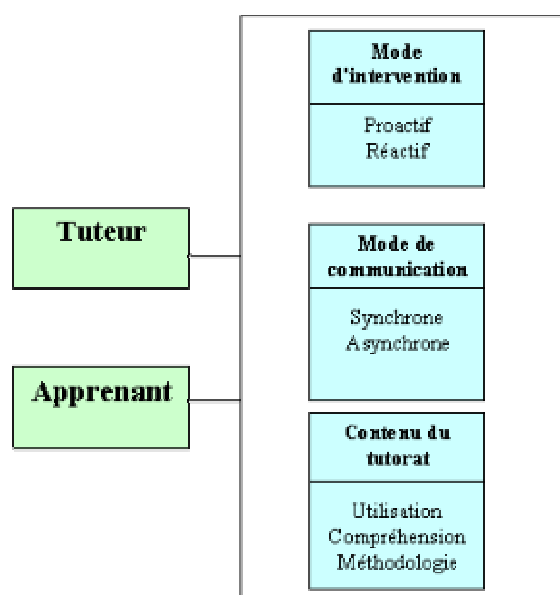 Tuteur
Apprenant
Mode
d'intervention
Proactif
Réactif
Mode de
communication
Synchrone
Asynchrone
Contenu du
tutorat
Utilisation
Compréhension
Méthodologie